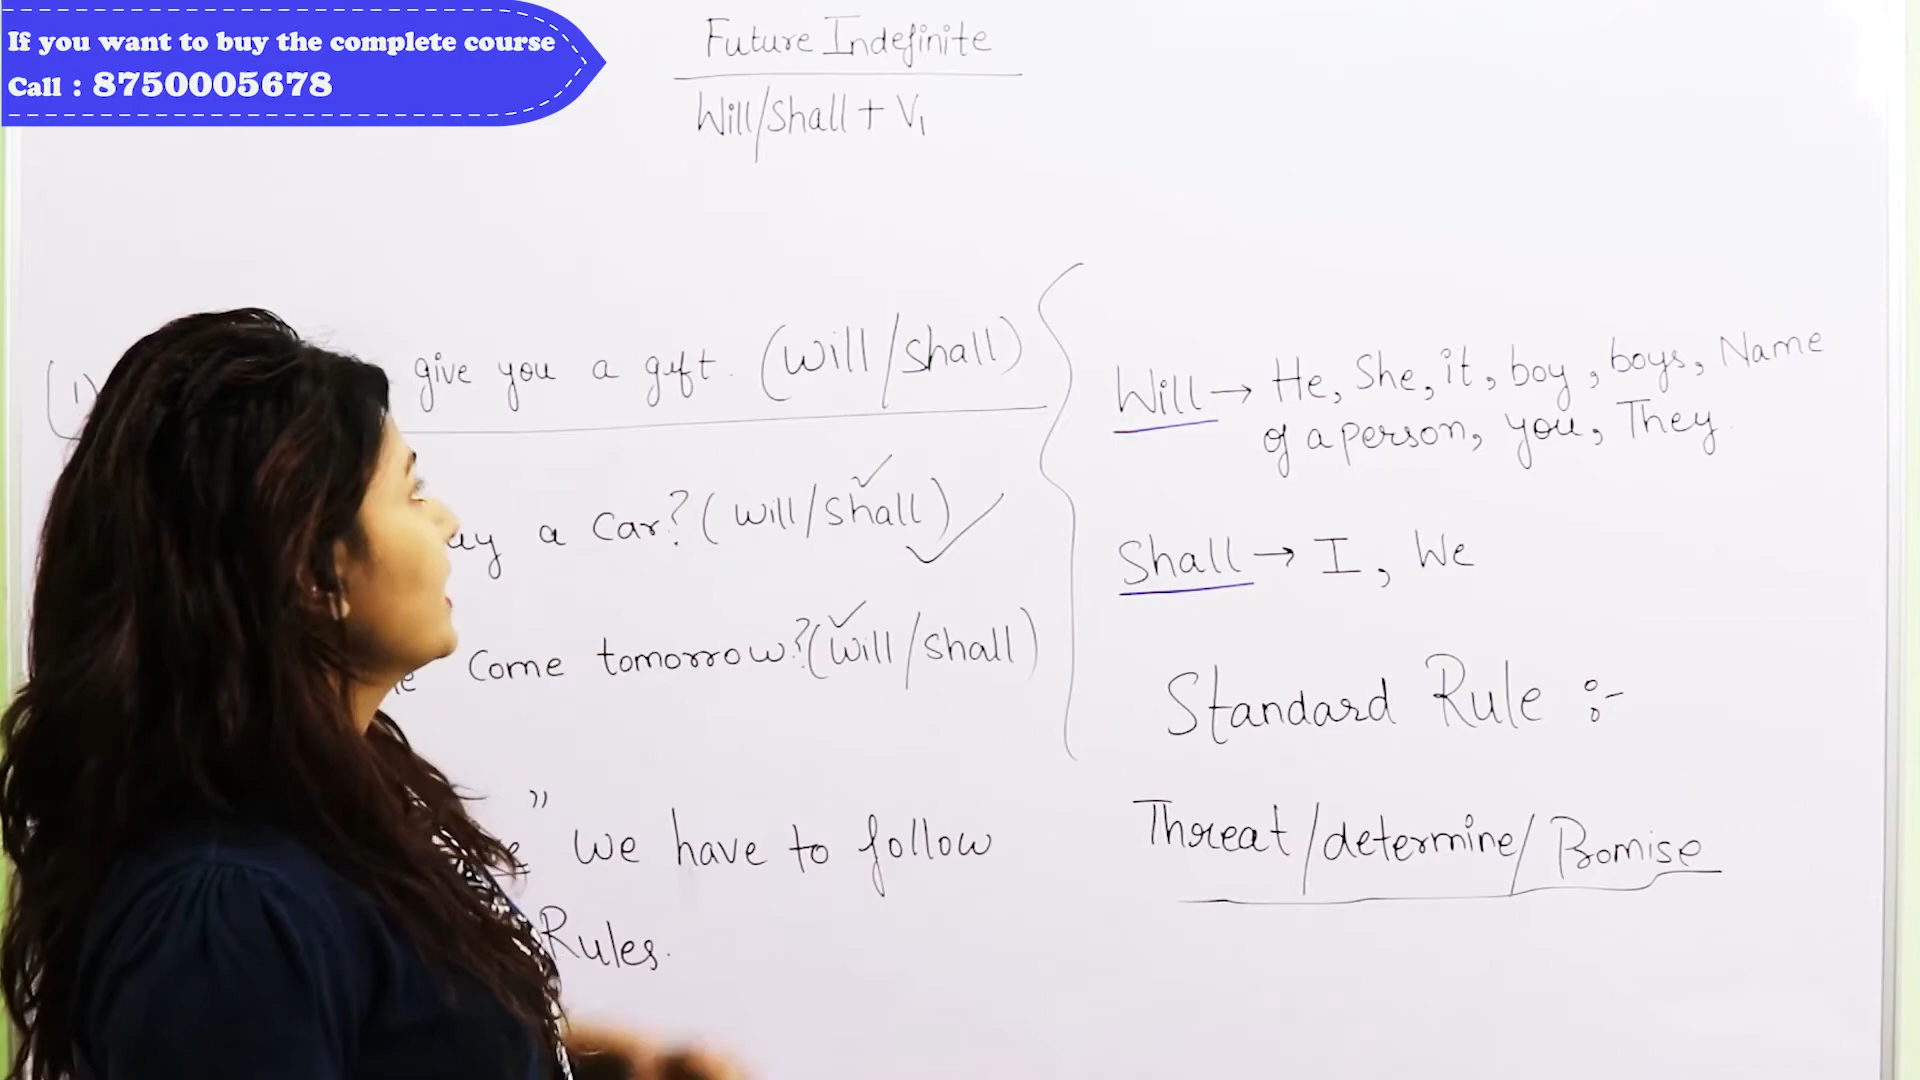 If you want to buy the complete course
Call : 8750005678
Future Indefinite
Will/Shall + V1
(1) give you a gift. (Will/Shall)
a Car? (Will/Shall)
Come tomorrow? (Will/Shall)
” We have to follow
Rules.
Will → He, She, it, boy, boys, Name
of a person, you, They
Shall → I, We
Standard Rule :-
Threat/determine/Promise